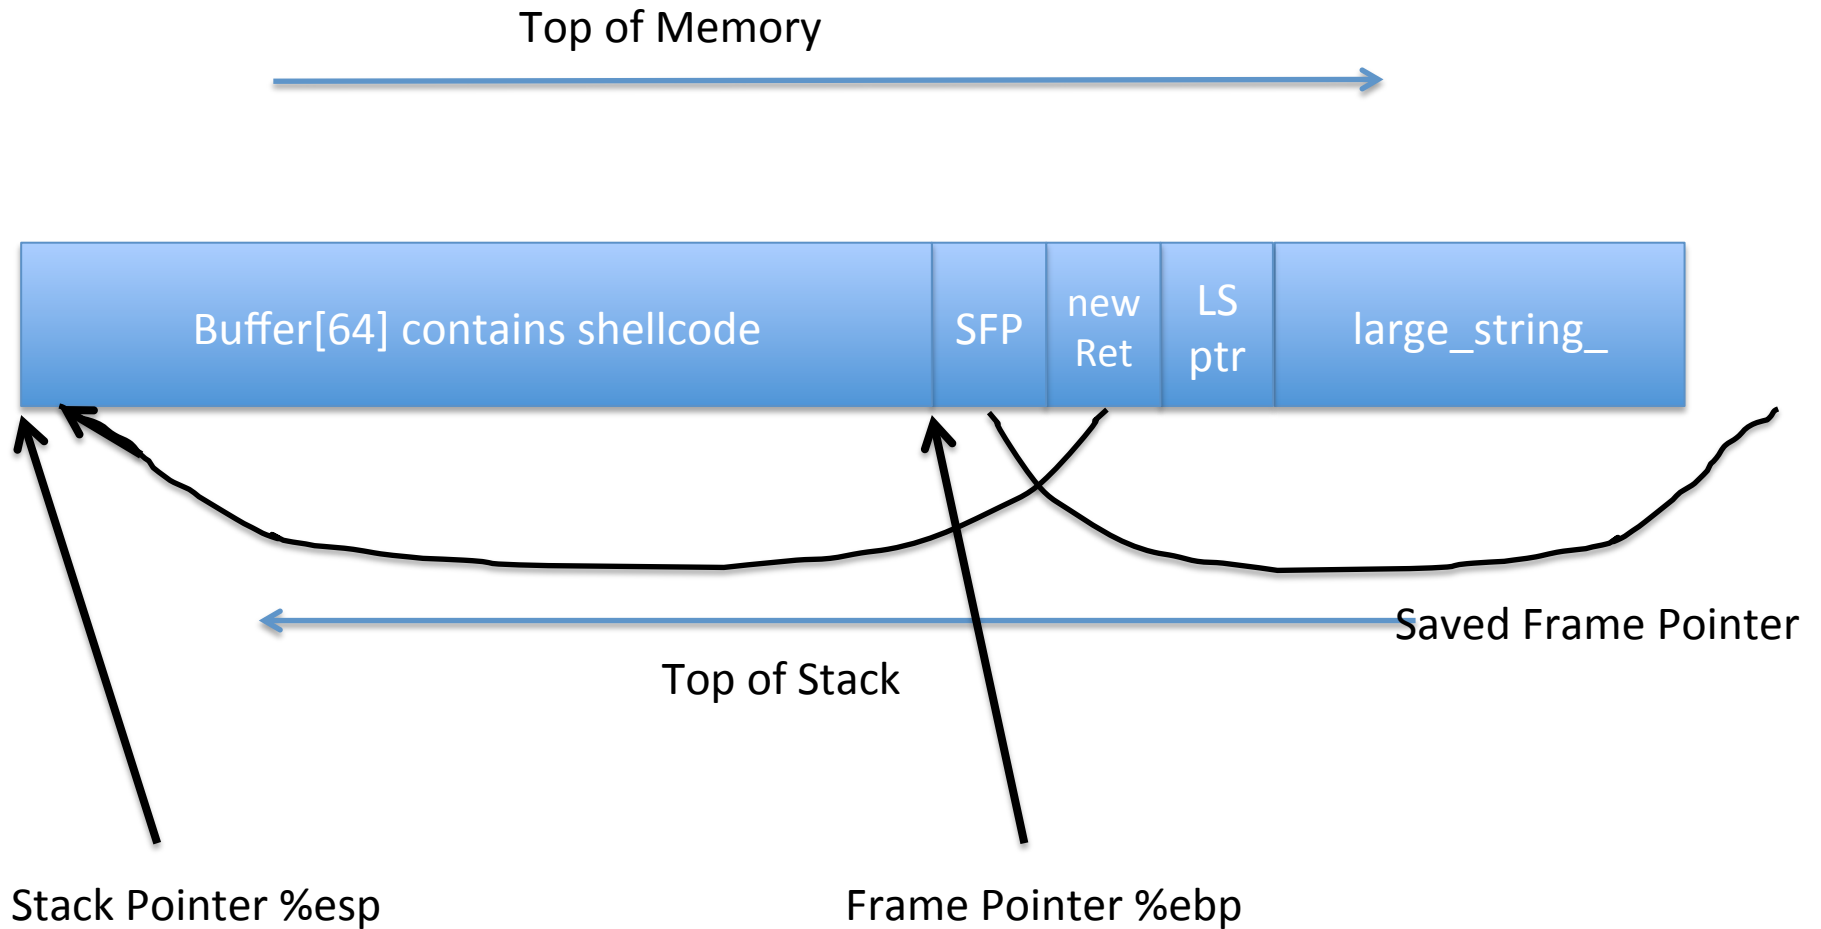 Top of Memory
Buffer[64] contains shellcode
SFP
new
Ret
LS
ptr
large_string_
Saved Frame Pointer
Top of Stack
Stack Pointer %esp
Frame Pointer %ebp